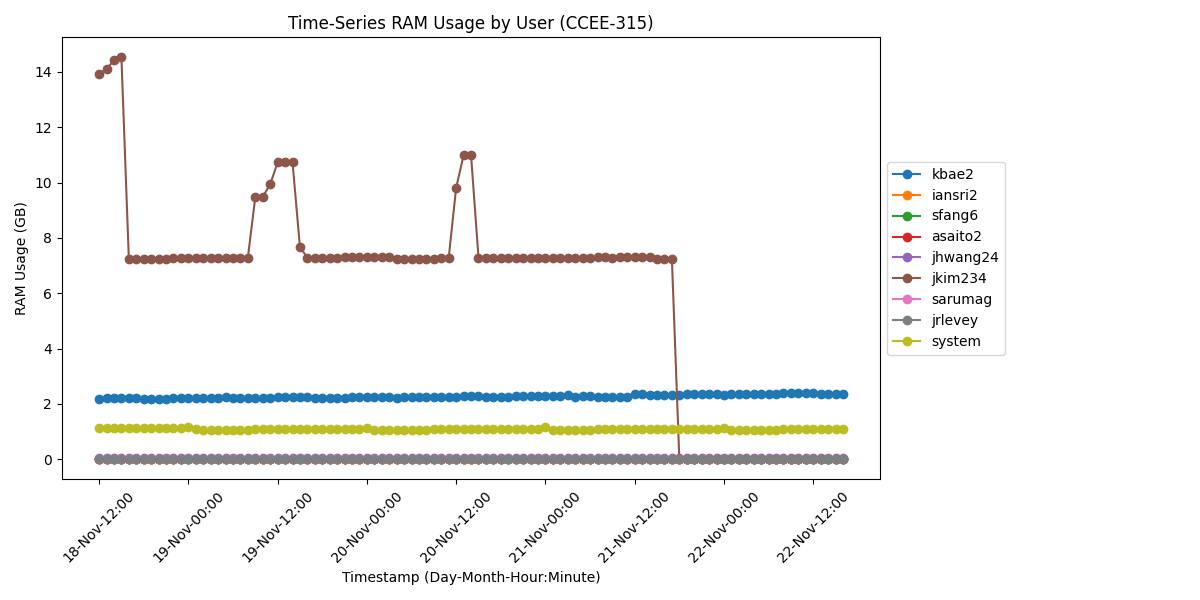 Time-Series RAM Usage by User (CCEE-315)
RAM Usage (GB)
14
12
10
8
6
4
2
0
18-Nov-12:00
19-Nov-00:00
19-Nov-12:00
20-Nov-00:00
20-Nov-12:00
21-Nov-00:00
21-Nov-12:00
22-Nov-00:00
22-Nov-12:00
Timestamp (Day-Month-Hour:Minute)
kbae2
iansri2
sfang6
asaito2
jhwang24
jkim234
sarumag
jrlevey
system